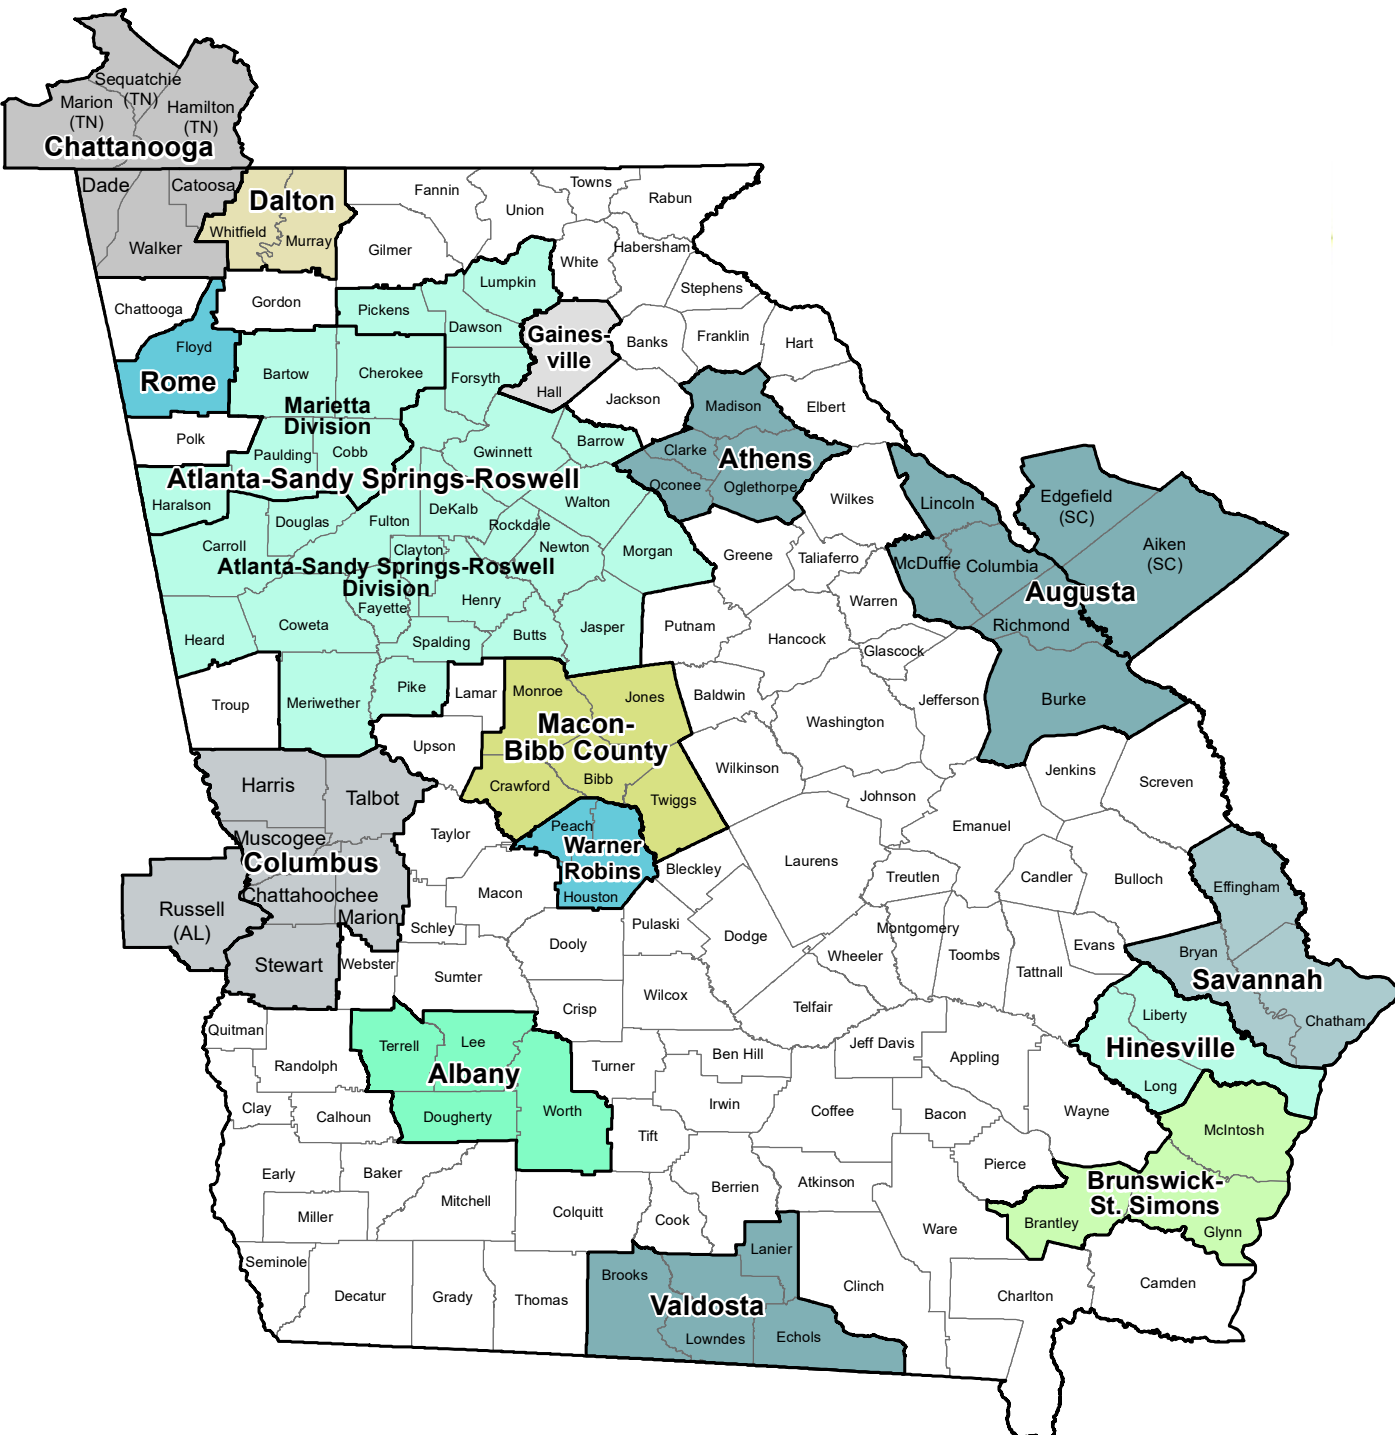 Sequatchie
(TN)
Marion
(TN)
Hamilton
(TN)
Chattanooga
Dade
Catoosa
Walker
Dalton
Whitfield
Murray
Fannin
Union
Towns
Rabun
Gilmer
White
Habersham
Stephens
Lumpkin
Chattooga
Gordon
Pickens
Dawson
Gaines-
ville
Hall
Banks
Franklin
Hart
Floyd
Rome
Bartow
Cherokee
Forsyth
Jackson
Madison
Elbert
Marietta
Division
Polk
Paulding
Cobb
Gwinnett
Barrow
Clarke
Athens
Oconee
Oglethorpe
Atlanta-Sandy Springs-Roswell
Haralson
Douglas
Fulton
DeKalb
Rockdale
Walton
Wilkes
Lincoln
Edgefield
(SC)
Aiken
(SC)
Carroll
Clayton
Newton
Morgan
Greene
Taliaferro
McDuffie
Columbia
Atlanta-Sandy Springs-Roswell
Division
Augusta
Fayette
Henry
Warren
Richmond
Heard
Coweta
Spalding
Butts
Jasper
Putnam
Hancock
Glascock
Troup
Meriwether
Pike
Lamar
Monroe
Jones
Baldwin
Washington
Jefferson
Burke
Upson
Macon-
Bibb County
Crawford
Bibb
Twiggs
Wilkinson
Johnson
Jenkins
Screven
Harris
Talbot
Muscogee
Columbus
Chattahoochee
Marion
Russell
(AL)
Stewart
Webster
Taylor
Peach
Warner
Robins
Houston
Macon
Schley
Bleckley
Laurens
Emanuel
Treutlen
Candler
Bulloch
Effingham
Dooly
Pulaski
Dodge
Montgomery
Wheeler
Toombs
Tattnall
Evans
Bryan
Savannah
Chatham
Sumter
Crisp
Wilcox
Telfair
Liberty
Hinesville
Long
Quitman
Randolph
Terrell
Lee
Albany
Dougherty
Worth
Turner
Ben Hill
Jeff Davis
Appling
Clay
Calhoun
Irwin
Coffee
Bacon
Wayne
McIntosh
Tift
Early
Baker
Mitchell
Miller
Colquitt
Cook
Berrien
Atkinson
Pierce
Ware
Brunswick-
St. Simons
Brantley
Glynn
Seminole
Decatur
Grady
Thomas
Brooks
Lanier
Valdosta
Lowndes
Echols
Clinch
Charlton
Camden